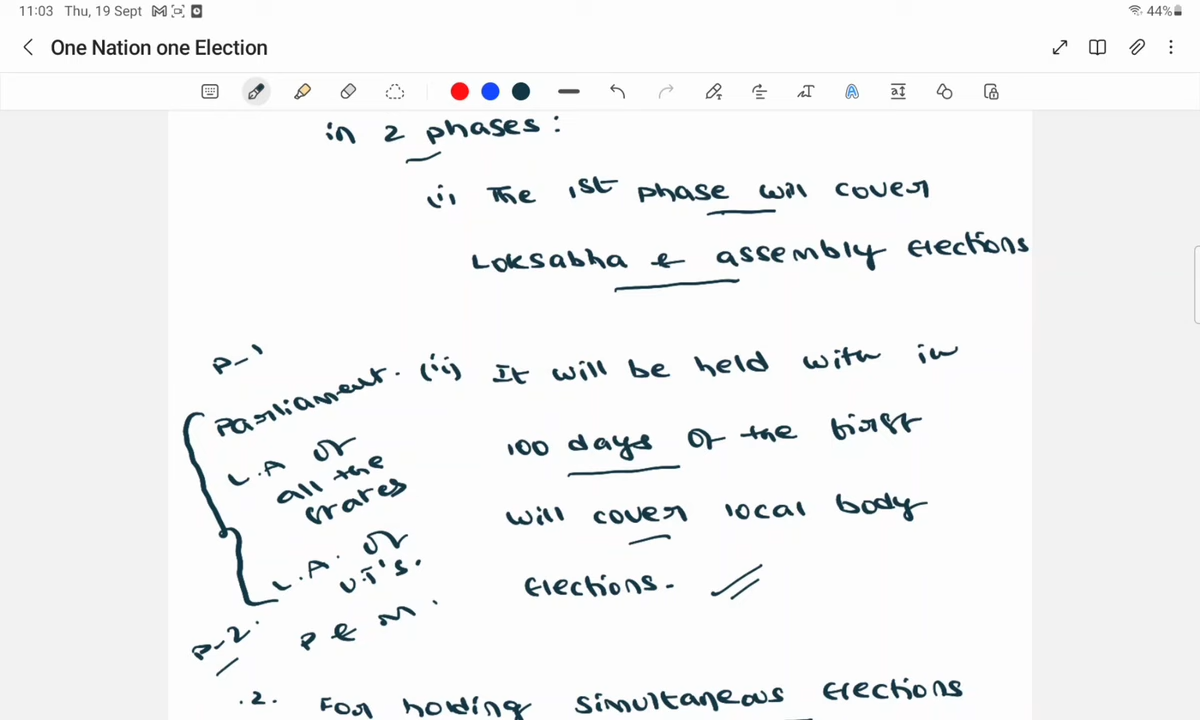 11:03 Thu, 19 Sept
44%
One Nation one Election
in 2 phases:
(i) The 1st phase will cover
Loksabha & assembly Elections
P-1
Parliament.
L.A of
all the
states
L.A. of
U.T's.
P-2.
P & M.
(ii) It will be held with in
100 days of the first
will cover local body
Elections.
.2. For holding simultaneous Elections